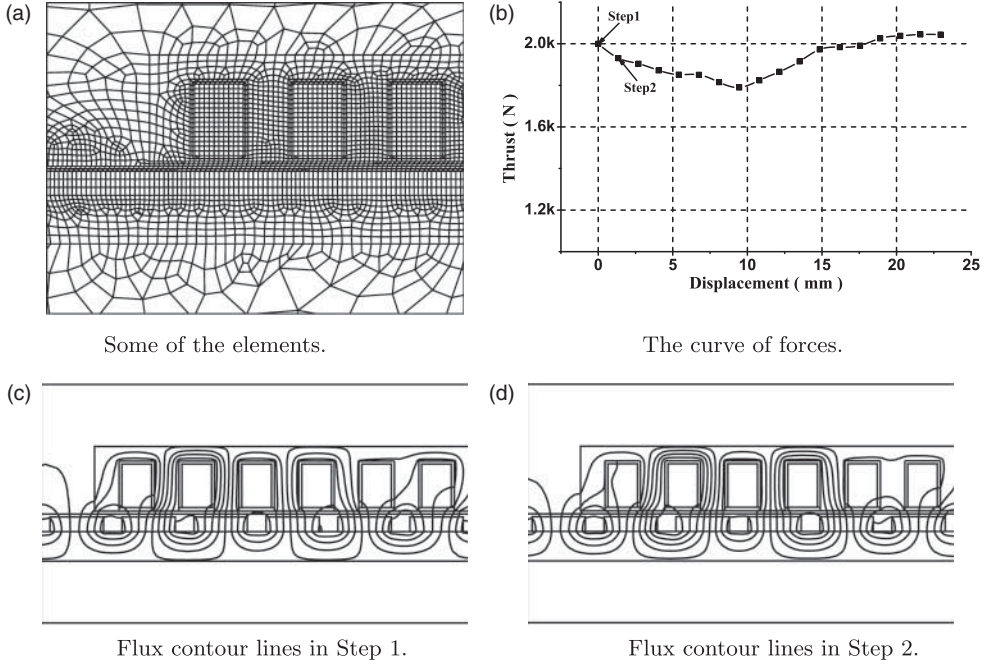 (a)
(b)
Step1
Step2
2.0k
1.6k
1.2k
Thrust ( N )
0 5 10 15 20 25
Displacement ( mm )
Some of the elements.
The curve of forces.
(c)
(d)
Flux contour lines in Step 1.
Flux contour lines in Step 2.